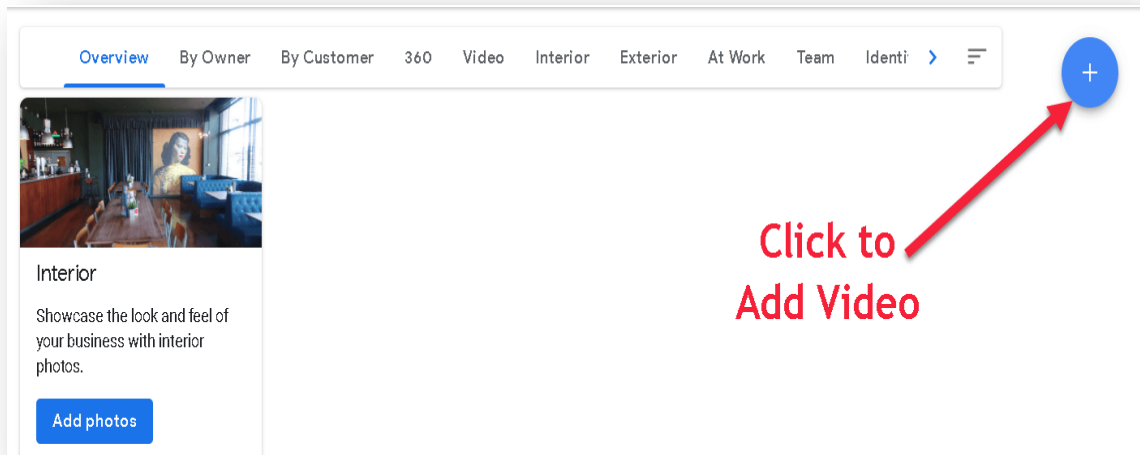 Overview By Owner By Customer 360 Video Interior Exterior At Work Team Identi
Click to
Add Video
Interior
Showcase the look and feel of
your business with interior
photos.
Add photos